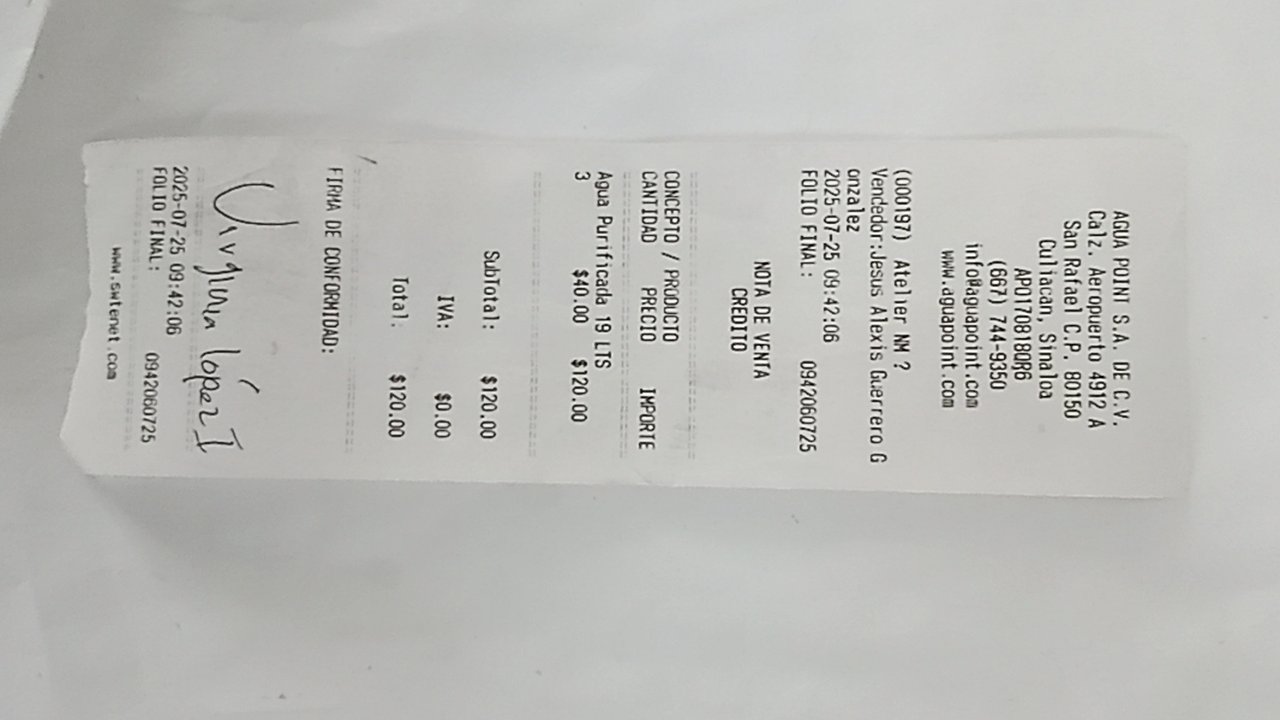 AGUA POINT S.A. DE C.V.
Calz. Aeropuerto 4912 A
San Rafael C.P. 80150
Culiacan, Sinaloa
APO170818QR6
(667) 744-9350
info@aguapoint.com
www.aguapoint.com
(000197) Atelier NM ?
Vendedor:Jesus Alexis Guerrero G
onzalez
2025-07-25 09:42:06
FOLIO FINAL: 0942060725
NOTA DE VENTA
CREDITO
CONCEPTO / PRODUCTO
CANTIDAD PRECIO IMPORTE
Agua Purificada 19 LTS
3 $40.00 $120.00
SubTotal: $120.00
IVA: $0.00
Total: $120.00
FIRMA DE CONFORMIDAD:
López I
2025-07-25 09:42:06
FOLIO FINAL: 0942060725
www.swtenet.com